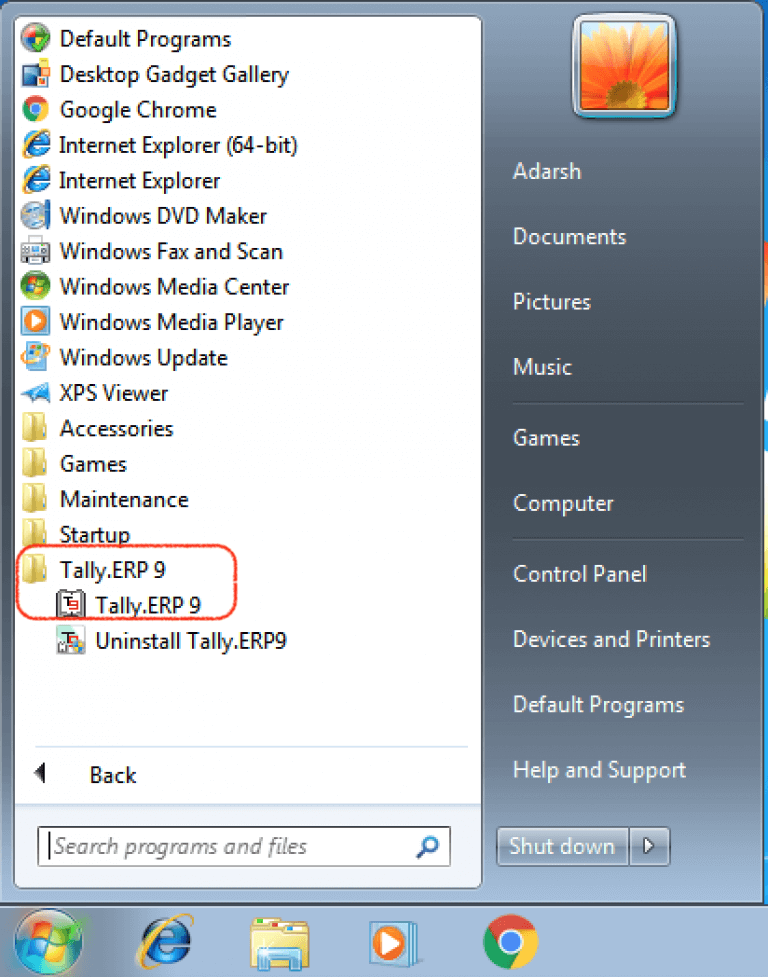 Default Programs
Desktop Gadget Gallery
Google Chrome
Internet Explorer (64-bit)
Internet Explorer
Windows DVD Maker
Windows Fax and Scan
Windows Media Center
Windows Media Player
Windows Update
XPS Viewer
Accessories
Games
Maintenance
Startup
Tally.ERP 9
Tally.ERP 9
Uninstall Tally.ERP9
Back
Search programs and files
Adarsh
Documents
Pictures
Music
Games
Computer
Control Panel
Devices and Printers
Default Programs
Help and Support
Shut down